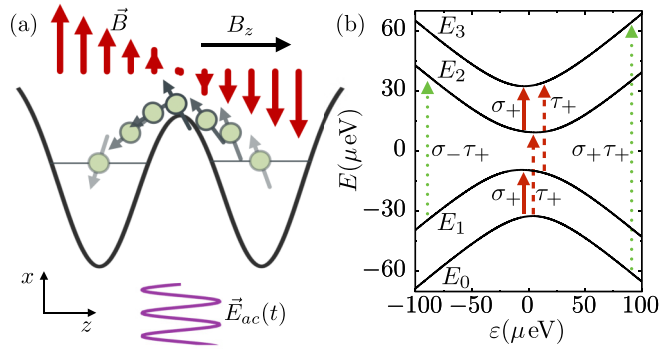 (a)
B⃗
B_z
x
z
E⃗_ac(t)
(b)
E(μeV)
60
30
0
−30
−60
E_3
E_2
σ_+ τ_+
σ_−τ_+ σ_+τ_+
σ_+ τ_+
E_1
E_0
−100 −50 0 50 100
ε(μeV)